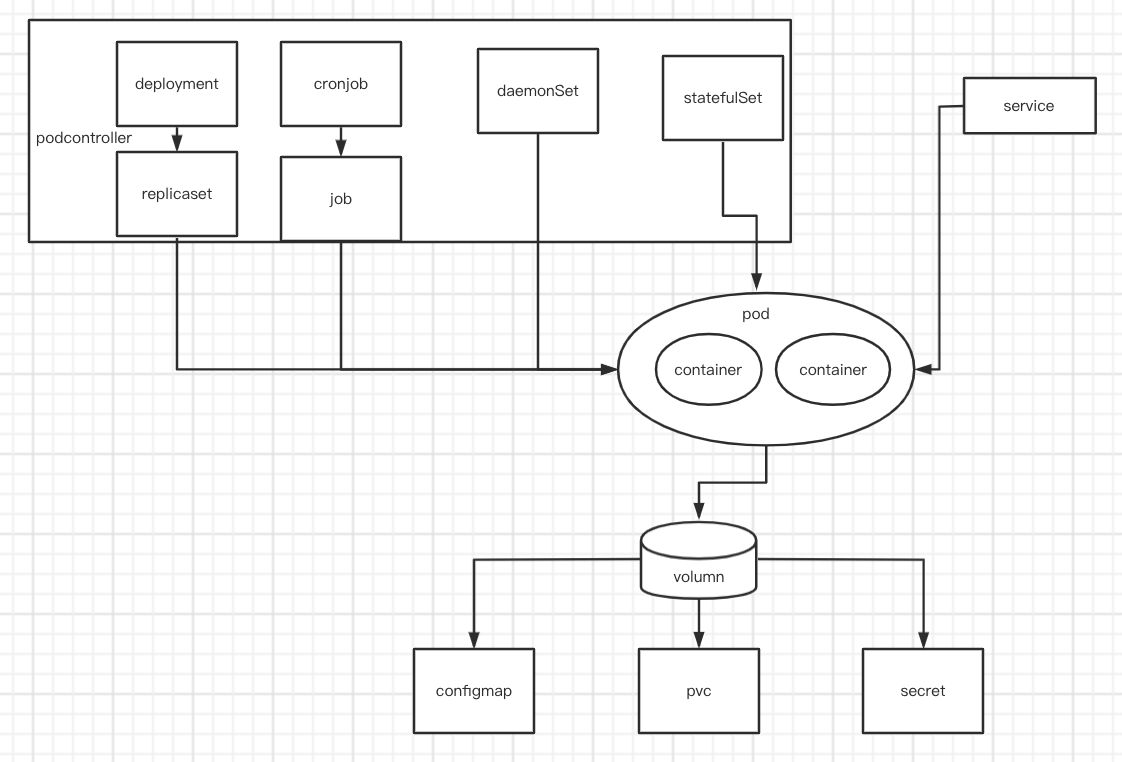 deployment
cronjob
daemonSet
statefulSet
service
podcontroller
replicaset
job
pod
container
container
volumn
configmap
pvc
secret